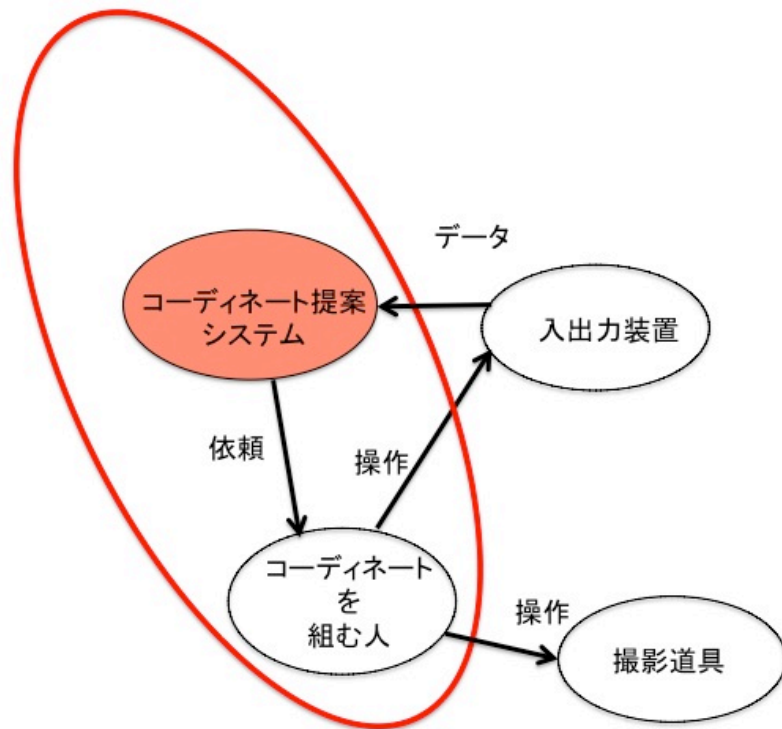 データ
コーディネート提案
システム
入出力装置
依頼
操作
コーディネート
を
組む人
操作
撮影道具